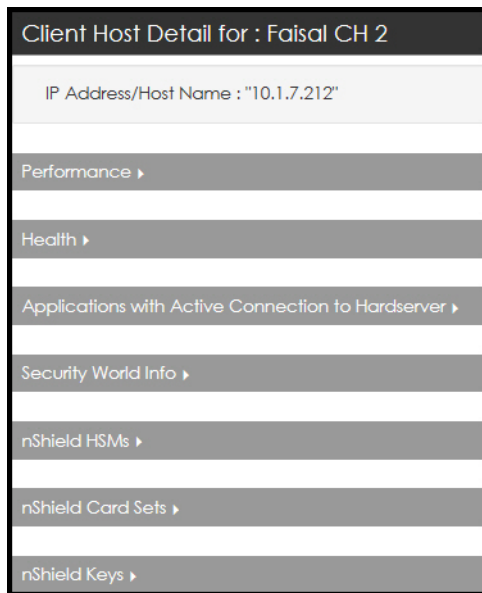 Client Host Detail for : Faisal CH 2
IP Address/Host Name : "10.1.7.212"
Performance
Health
Applications with Active Connection to Hardserver
Security World Info
nShield HSMs
nShield Card Sets
nShield Keys